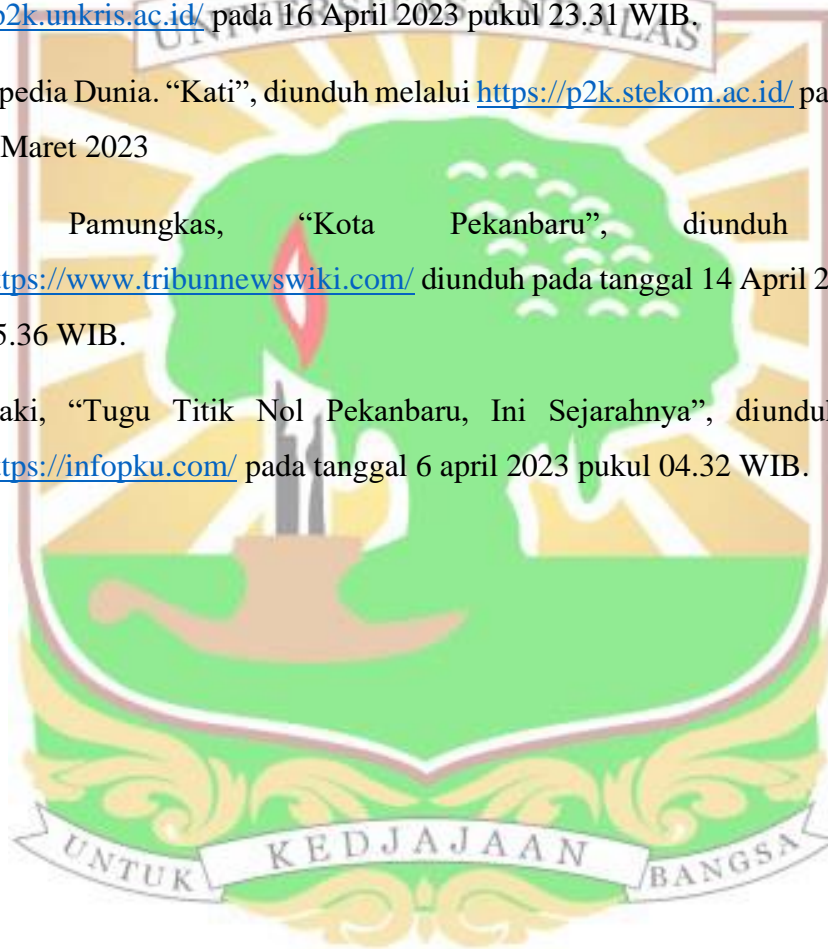 p2k.unkris.ac.id/ pada 16 April 2023 pukul 23.31 WIB.
UNIVERSITAS ANDALAS
pedia Dunia. “Kati”, diunduh melalui https://p2k.stekom.ac.id/ pa
Maret 2023
Pamungkas, “Kota Pekanbaru”, diunduh
tps://www.tribunnewswiki.com/ diunduh pada tanggal 14 April 2
5.36 WIB.
aki, “Tugu Titik Nol Pekanbaru, Ini Sejarahnya”, diunduh
tps://infopku.com/ pada tanggal 6 april 2023 pukul 04.32 WIB.
UNTUK KEDJAJAAN BANGSA